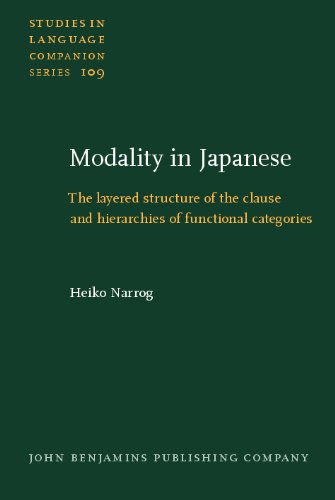 STUDIES IN
LANGUAGE
COMPANION
SERIES 109
Modality in Japanese
The layered structure of the clause
and hierarchies of functional categories
Heiko Narrog
JOHN BENJAMINS PUBLISHING COMPANY